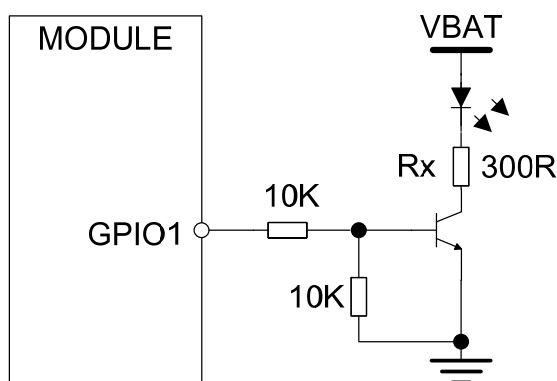 MODULE
VBAT
Rx 300R
10K
GPIO1
10K